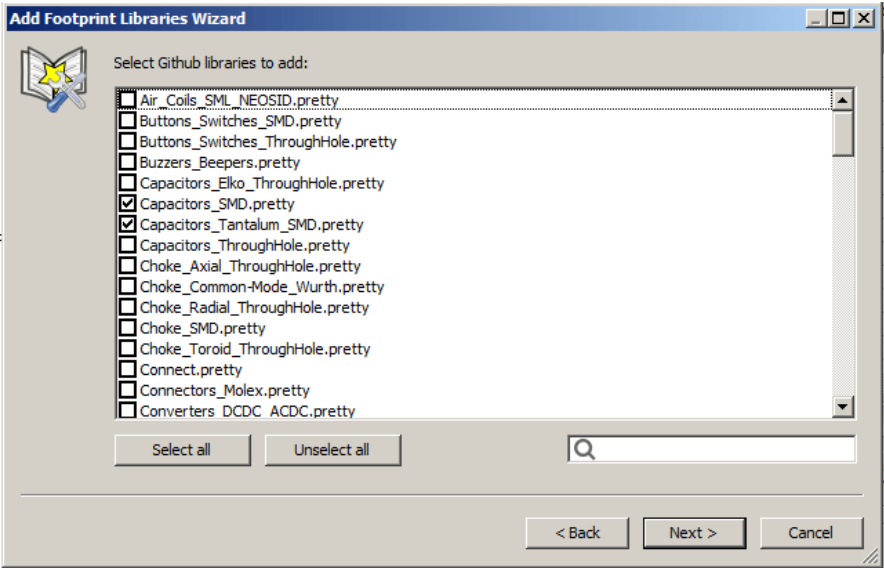 Add Footprint Libraries Wizard
Select Github libraries to add:
Air_Coils_SML_NEOSID.pretty
Buttons_Switches_SMD.pretty
Buttons_Switches_ThroughHole.pretty
Buzzers_Beepers.pretty
Capacitors_Elko_ThroughHole.pretty
Capacitors_SMD.pretty
Capacitors_Tantalum_SMD.pretty
Capacitors_ThroughHole.pretty
Choke_Axial_ThroughHole.pretty
Choke_Common-Mode_Wurth.pretty
Choke_Radial_ThroughHole.pretty
Choke_SMD.pretty
Choke_Toroid_ThroughHole.pretty
Connect.pretty
Connectors_Molex.pretty
Converters_DCDC_ACDC.pretty
Select all
Unselect all
< Back
Next >
Cancel